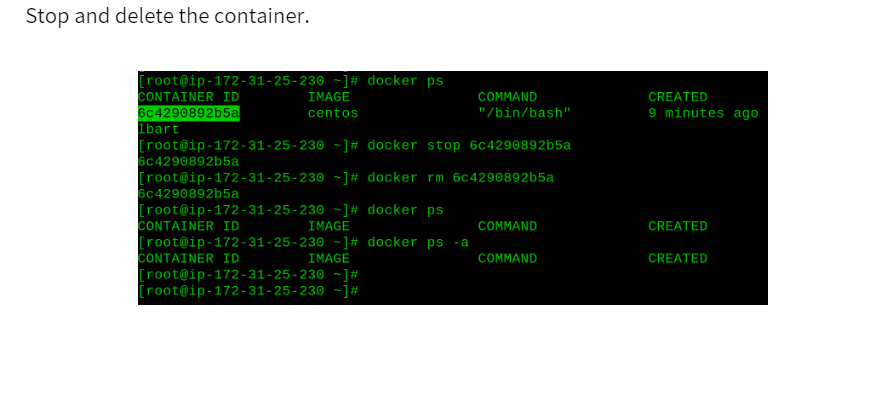 Stop and delete the container.
[root@ip-172-31-25-230 ~]# docker ps
CONTAINER ID IMAGE COMMAND CREATED
6c4290892b5a centos "/bin/bash" 9 minutes ago
lbart
[root@ip-172-31-25-230 ~]# docker stop 6c4290892b5a
6c4290892b5a
[root@ip-172-31-25-230 ~]# docker rm 6c4290892b5a
6c4290892b5a
[root@ip-172-31-25-230 ~]# docker ps
CONTAINER ID IMAGE COMMAND CREATED
[root@ip-172-31-25-230 ~]# docker ps -a
CONTAINER ID IMAGE COMMAND CREATED
[root@ip-172-31-25-230 ~]#
[root@ip-172-31-25-230 ~]#